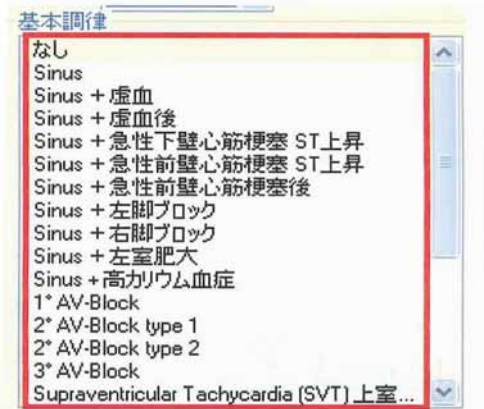 基本調律
なし
Sinus
Sinus + 虚血
Sinus + 虚血後
Sinus + 急性下壁心筋梗塞 ST上昇
Sinus + 急性前壁心筋梗塞 ST上昇
Sinus + 急性前壁心筋梗塞後
Sinus + 左脚ブロック
Sinus + 右脚ブロック
Sinus + 左室肥大
Sinus + 高カリウム血症
1° AV-Block
2° AV-Block type 1
2° AV-Block type 2
3° AV-Block
Supraventricular Tachycardia (SVT) 上室...